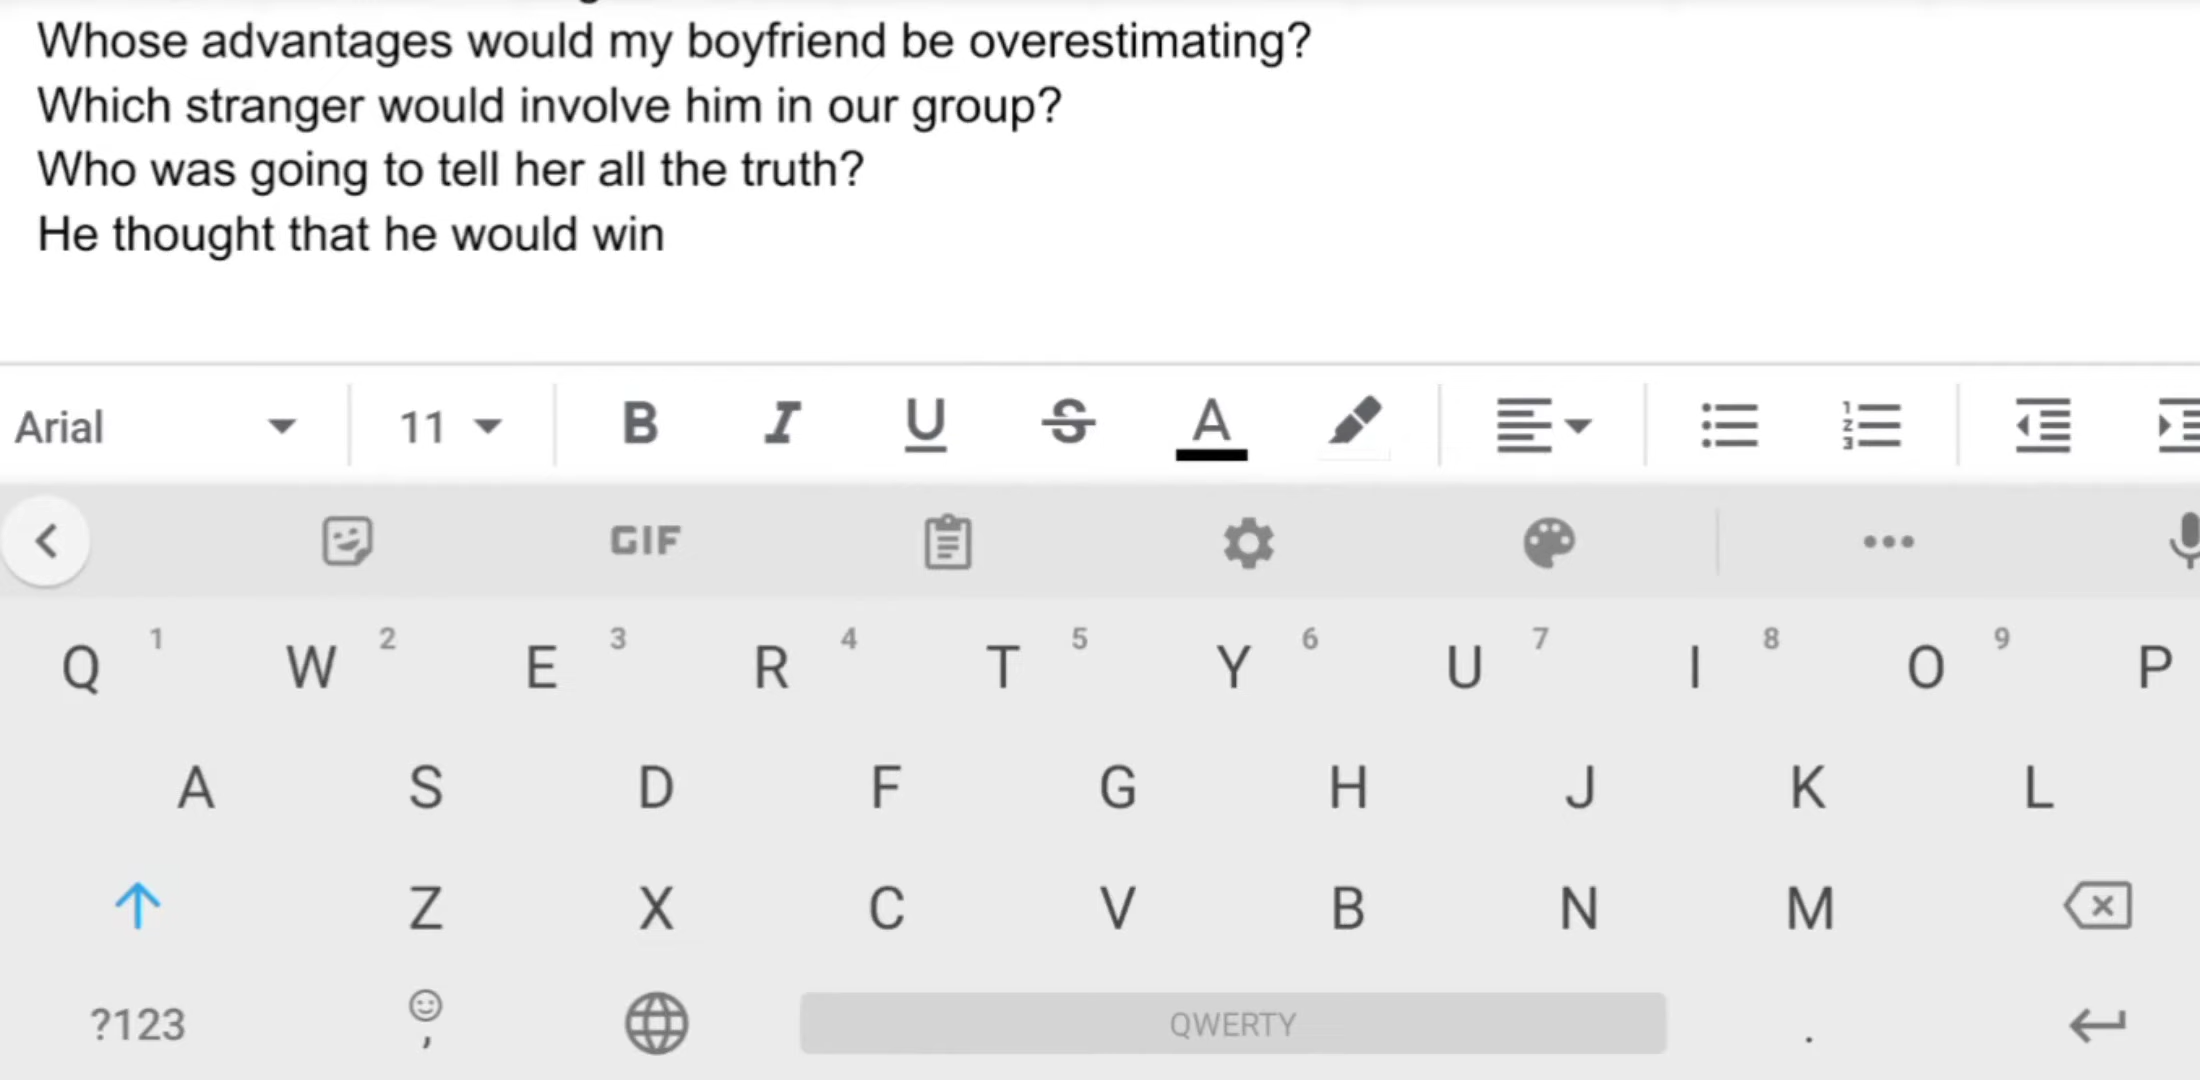 Whose advantages would my boyfriend be overestimating?
Which stranger would involve him in our group?
Who was going to tell her all the truth?
He thought that he would win
Arial 11 B I U S A
GIF
Q 1 W 2 E 3 R 4 T 5 Y 6 U 7 I 8 O 9 P
A S D F G H J K L
Z X C V B N M
?123 , QWERTY .